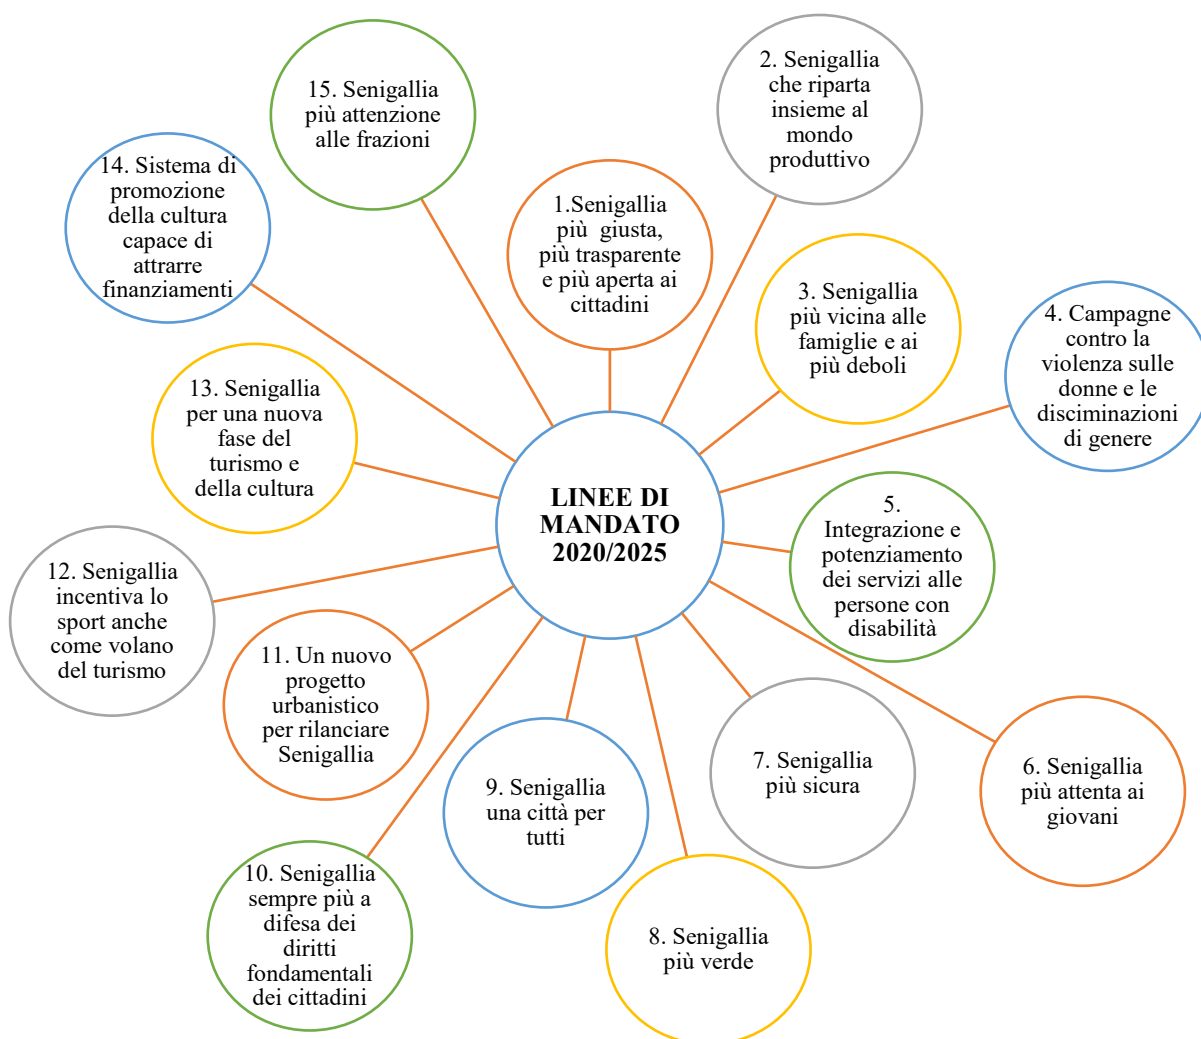 LINEE DI
MANDATO
2020/2025
1.Senigallia
più giusta,
più trasparente
e più aperta ai
cittadini
2. Senigallia
che riparta
insieme al
mondo
produttivo
3. Senigallia
più vicina alle
famiglie e ai
più deboli
4. Campagne
contro la
violenza sulle
donne e le
disciminazioni
di genere
5.
Integrazione e
potenziamento
dei servizi alle
persone con
disabilità
6. Senigallia
più attenta ai
giovani
7. Senigallia
più sicura
8. Senigallia
più verde
9. Senigallia
una città per
tutti
10. Senigallia
sempre più a
difesa dei
diritti
fondamentali
dei cittadini
11. Un nuovo
progetto
urbanistico
per rilanciare
Senigallia
12. Senigallia
incentiva lo
sport anche
come volano
del turismo
13. Senigallia
per una nuova
fase del
turismo e
della cultura
14. Sistema di
promozione
della cultura
capace di
attrarre
finanziamenti
15. Senigallia
più attenzione
alle frazioni